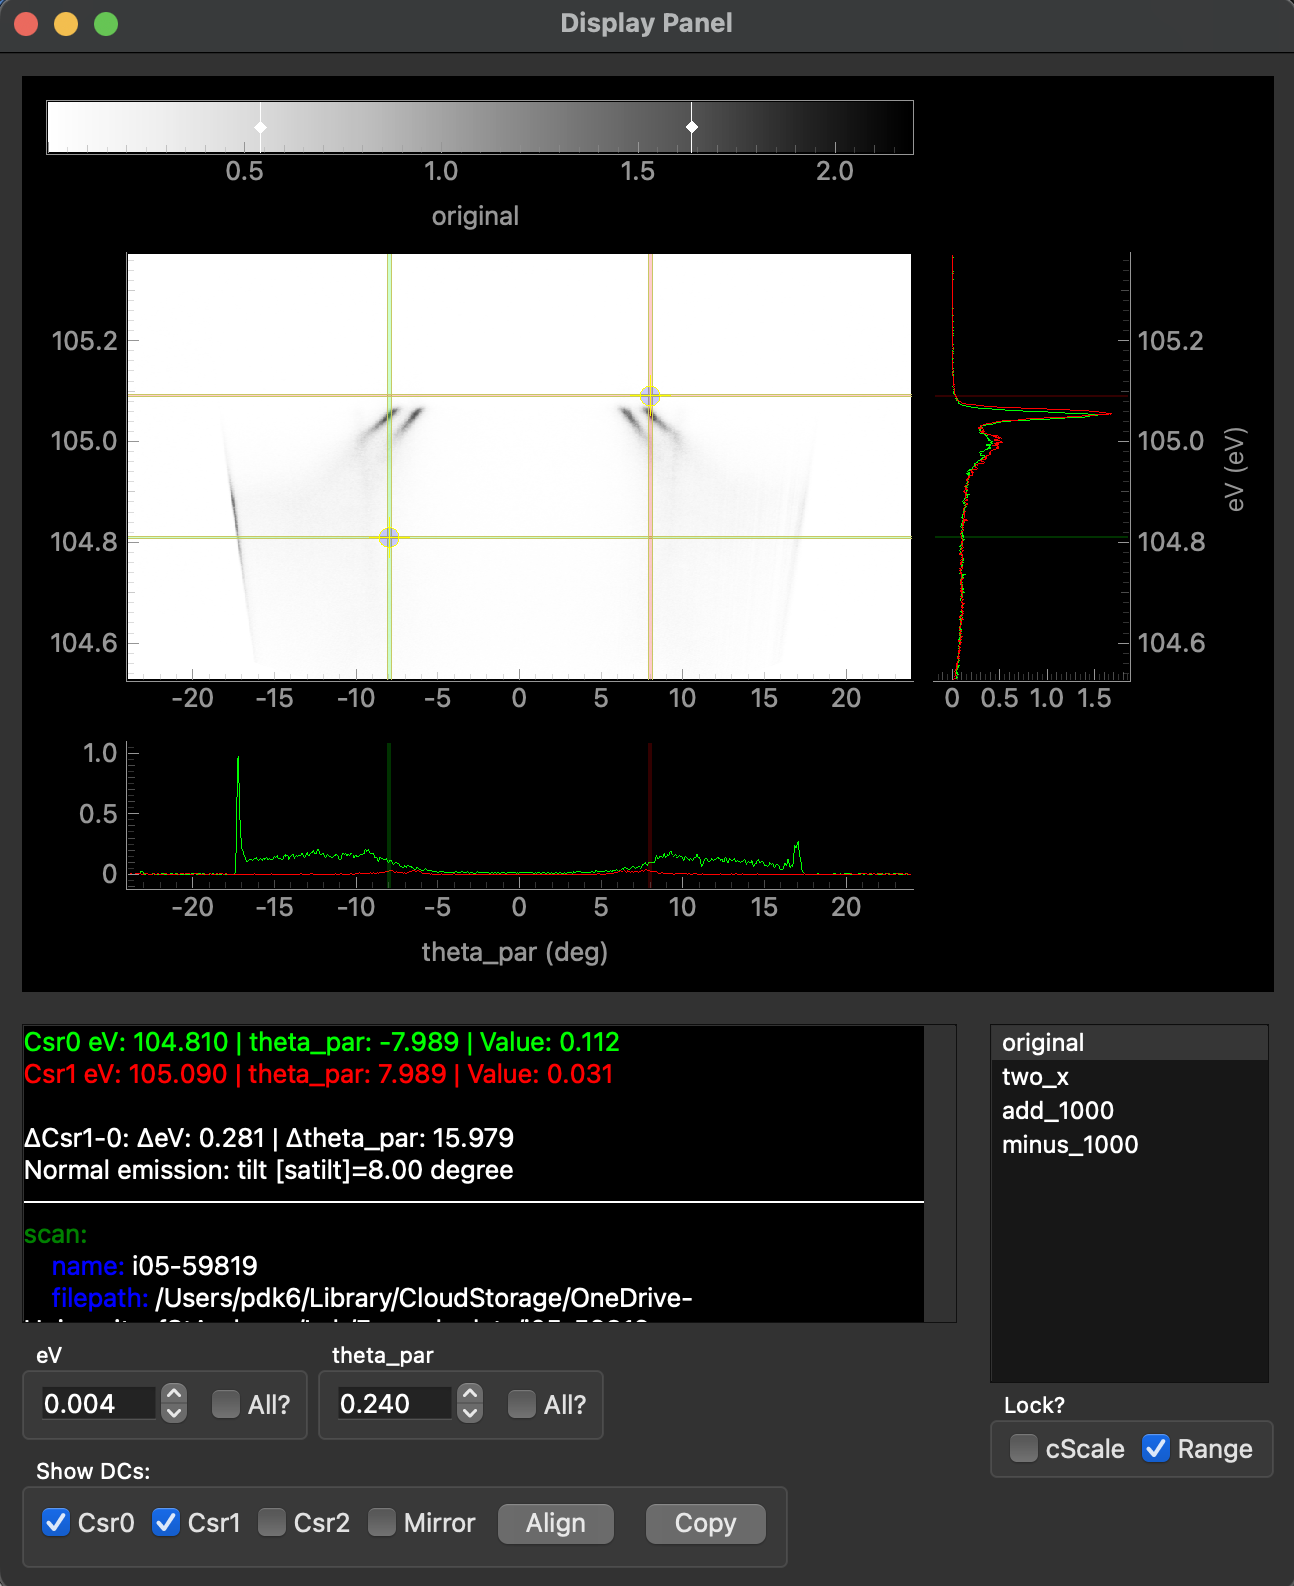 Display Panel
0.5 1.0 1.5 2.0
original
105.2
105.0
104.8
104.6
-20 -15 -10 -5 0 5 10 15 20
105.2
105.0
104.8
104.6
eV (eV)
0 0.5 1.0 1.5
1.0
0.5
0
-20 -15 -10 -5 0 5 10 15 20
theta_par (deg)
Csr0 eV: 104.810 | theta_par: -7.989 | Value: 0.112
Csr1 eV: 105.090 | theta_par: 7.989 | Value: 0.031
ΔCsr1-0: ΔeV: 0.281 | Δtheta_par: 15.979
Normal emission: tilt [satilt]=8.00 degree
scan:
name: i05-59819
filepath: /Users/pdk6/Library/CloudStorage/OneDrive-
original
two_x
add_1000
minus_1000
eV
0.004 All?
theta_par
0.240 All?
Lock?
cScale Range
Show DCs:
Csr0 Csr1 Csr2 Mirror Align Copy